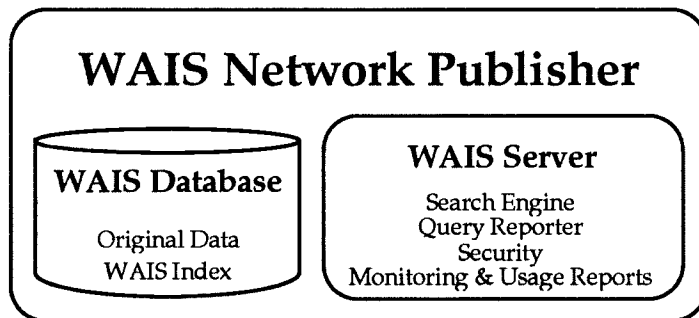 WAIS Network Publisher
WAIS Database
Original Data
WAIS Index
WAIS Server
Search Engine
Query Reporter
Security
Monitoring & Usage Reports